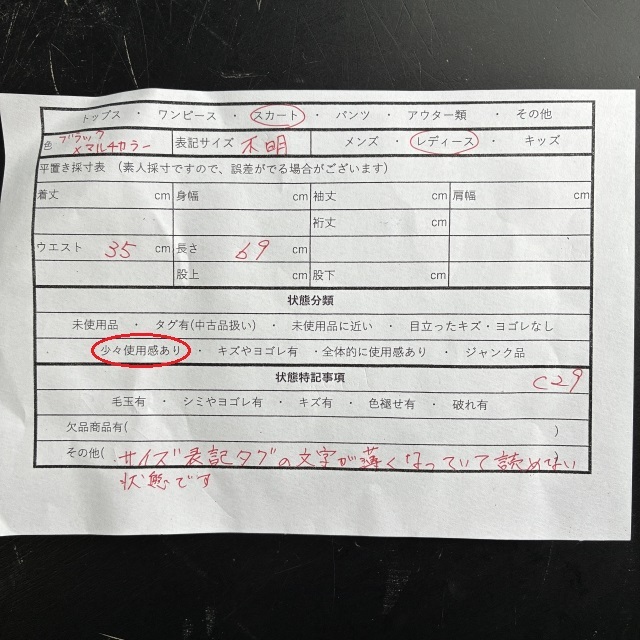 トップス ・ ワンピース ・ スカート ・ パンツ ・ アウター類 ・ その他
色 ブラック×マルチカラー 表記サイズ 不明 メンズ ・ レディース ・ キッズ
平置き採寸表 （素人採寸ですので、誤差がでる場合がございます）
着丈 cm 身幅 cm 袖丈 cm 肩幅 cm
裄丈 cm
ウエスト 35 cm 長さ 69 cm
股上 cm 股下 cm
状態分類
未使用品 ・ タグ有(中古品扱い) ・ 未使用品に近い ・ 目立ったキズ・ヨゴレなし
・ 少々使用感あり ・ キズやヨゴレ有 ・全体的に使用感あり ・ ジャンク品
状態特記事項 C29
毛玉有 ・ シミやヨゴレ有 ・ キズ有 ・ 色褪せ有 ・ 破れ有
欠品商品有( )
その他( サイズ表記タグの文字が薄くなっていて読めない )
状態です